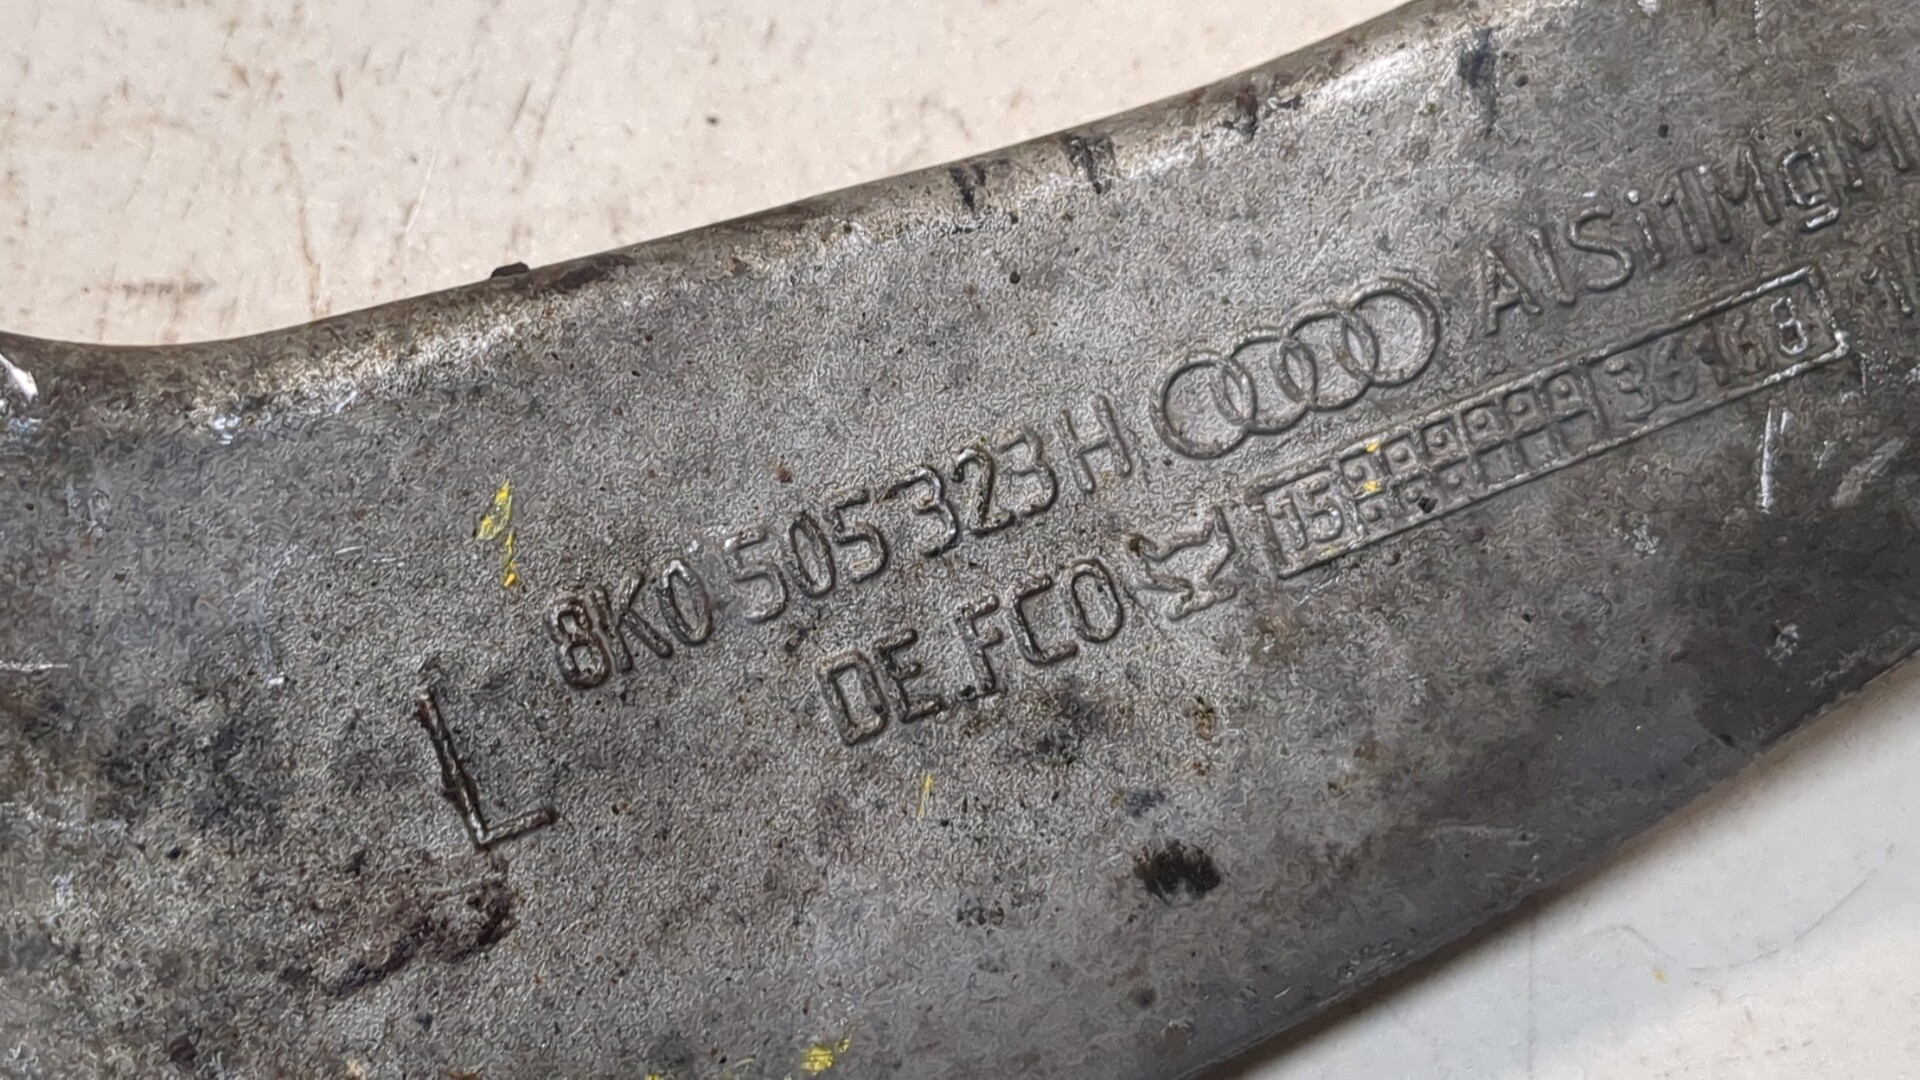 AlSi1MgM
8K0 505 323 H
DE.FCO 15 36
L